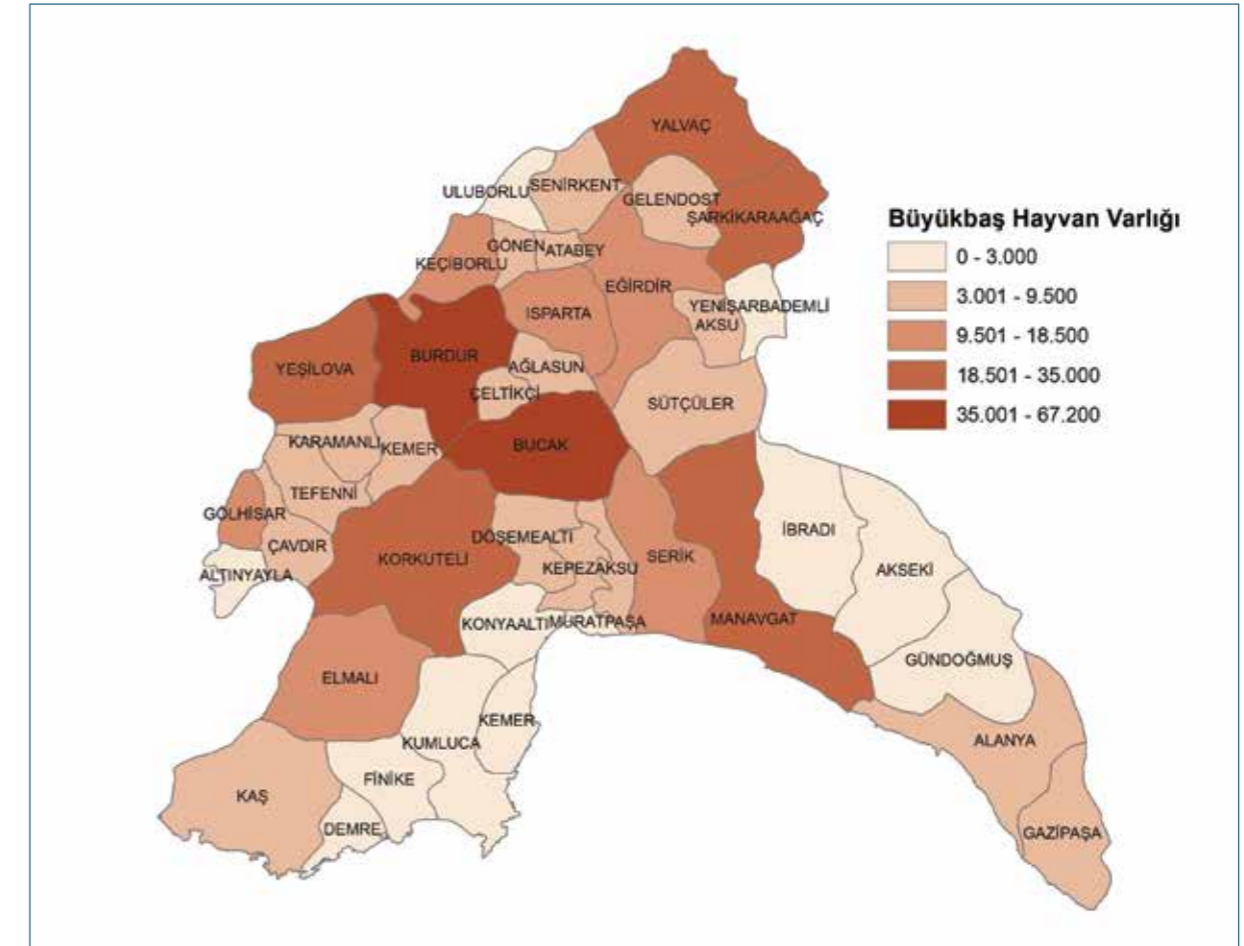 YALVAÇ
ULUBORLU
SENİRKENT
GELENDOST
ŞARKİKARAAĞAÇ
Büyükbaş Hayvan Varlığı
0 - 3.000
3.001 - 9.500
9.501 - 18.500
18.501 - 35.000
35.001 - 67.200
GÖNEN
ATABEY
KEÇİBORLU
EĞİRDİR
ISPARTA
YENİŞARBADEMLİ
AKSU
BURDUR
YEŞİLOVA
AĞLASUN
ÇELTİKÇİ
SÜTÇÜLER
KARAMANLI
KEMER
BUCAK
TEFENNİ
GÖLHİSAR
ÇAVDIR
ALTINYAYLA
KORKUTELİ
DÖŞEMEALTI
KEPEZ
AKSU
SERİK
İBRADI
AKSEKİ
KONYAALTI
MURATPAŞA
MANAVGAT
GÜNDOĞMUŞ
ELMALI
KEMER
KUMLUCA
ALANYA
FİNİKE
KAŞ
DEMRE
GAZİPAŞA